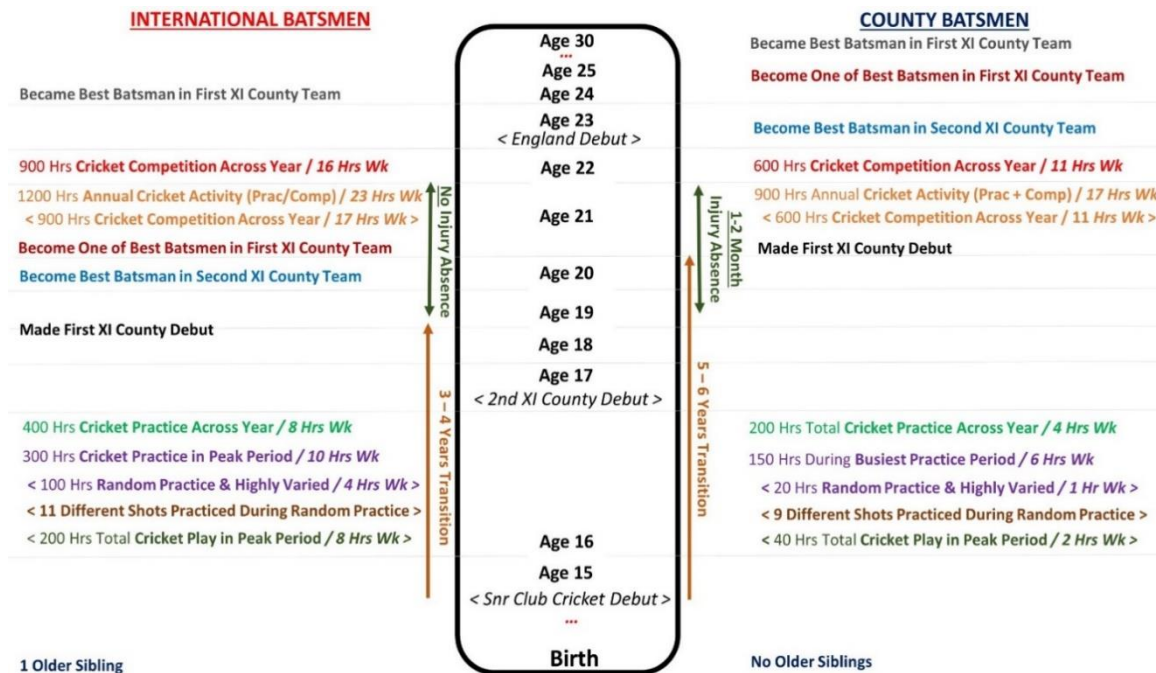 INTERNATIONAL BATSMEN
Became Best Batsman in First XI County Team
900 Hrs Cricket Competition Across Year / 16 Hrs Wk
1200 Hrs Annual Cricket Activity (Prac/Comp) / 23 Hrs Wk
< 900 Hrs Cricket Competition Across Year / 17 Hrs Wk >
Become One of Best Batsmen in First XI County Team
Become Best Batsman in Second XI County Team
Made First XI County Debut
400 Hrs Cricket Practice Across Year / 8 Hrs Wk
300 Hrs Cricket Practice in Peak Period / 10 Hrs Wk
< 100 Hrs Random Practice & Highly Varied / 4 Hrs Wk >
< 11 Different Shots Practiced During Random Practice >
< 200 Hrs Total Cricket Play in Peak Period / 8 Hrs Wk >
1 Older Sibling
No Injury Absence
3 – 4 Years Transition
Age 30
...
Age 25
Age 24
Age 23
< England Debut >
Age 22
Age 21
Age 20
Age 19
Age 18
Age 17
< 2nd XI County Debut >
Age 16
Age 15
< Snr Club Cricket Debut >
...
Birth
1-2 Month
Injury Absence
5 – 6 Years Transition
COUNTY BATSMEN
Became Best Batsman in First XI County Team
Become One of Best Batsmen in First XI County Team
Become Best Batsman in Second XI County Team
600 Hrs Cricket Competition Across Year / 11 Hrs Wk
900 Hrs Annual Cricket Activity (Prac + Comp) / 17 Hrs Wk
< 600 Hrs Cricket Competition Across Year / 11 Hrs Wk >
Made First XI County Debut
200 Hrs Total Cricket Practice Across Year / 4 Hrs Wk
150 Hrs During Busiest Practice Period / 6 Hrs Wk
< 20 Hrs Random Practice & Highly Varied / 1 Hr Wk >
< 9 Different Shots Practiced During Random Practice >
< 40 Hrs Total Cricket Play in Peak Period / 2 Hrs Wk >
No Older Siblings